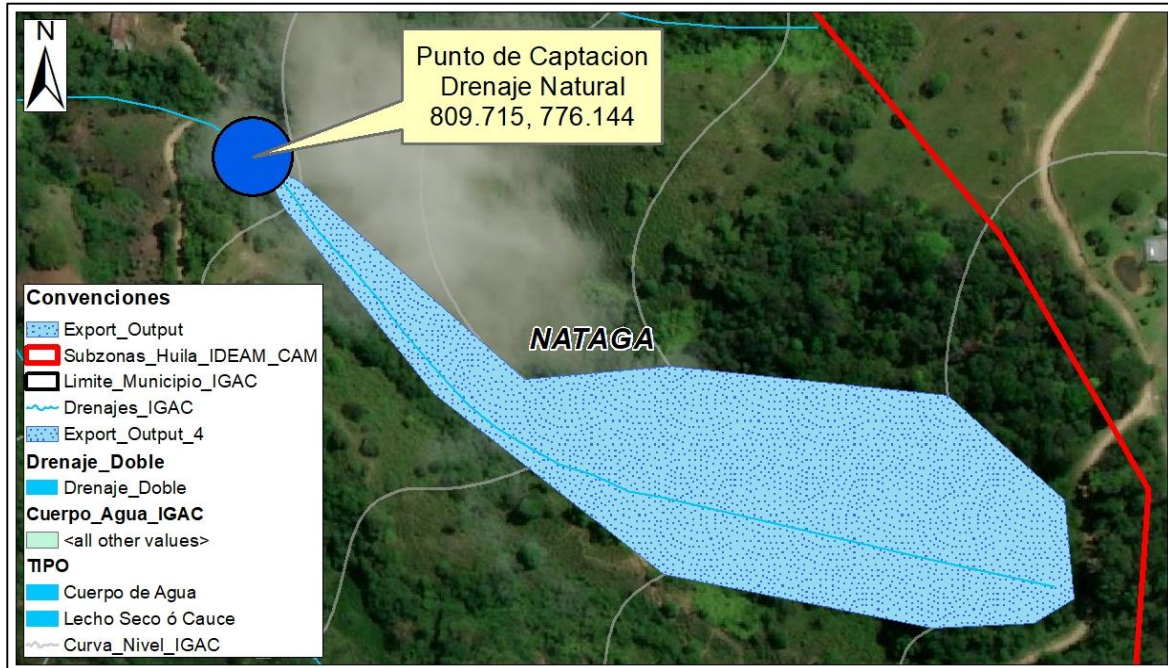 N
Punto de Captacion
Drenaje Natural
809.715, 776.144
NATAGA
Convenciones
Export_Output
Subzonas_Huila_IDEAM_CAM
Limite_Municipio_IGAC
Drenajes_IGAC
Export_Output_4
Drenaje_Doble
Drenaje_Doble
Cuerpo_Agua_IGAC
<all other values>
TIPO
Cuerpo de Agua
Lecho Seco ó Cauce
Curva_Nivel_IGAC